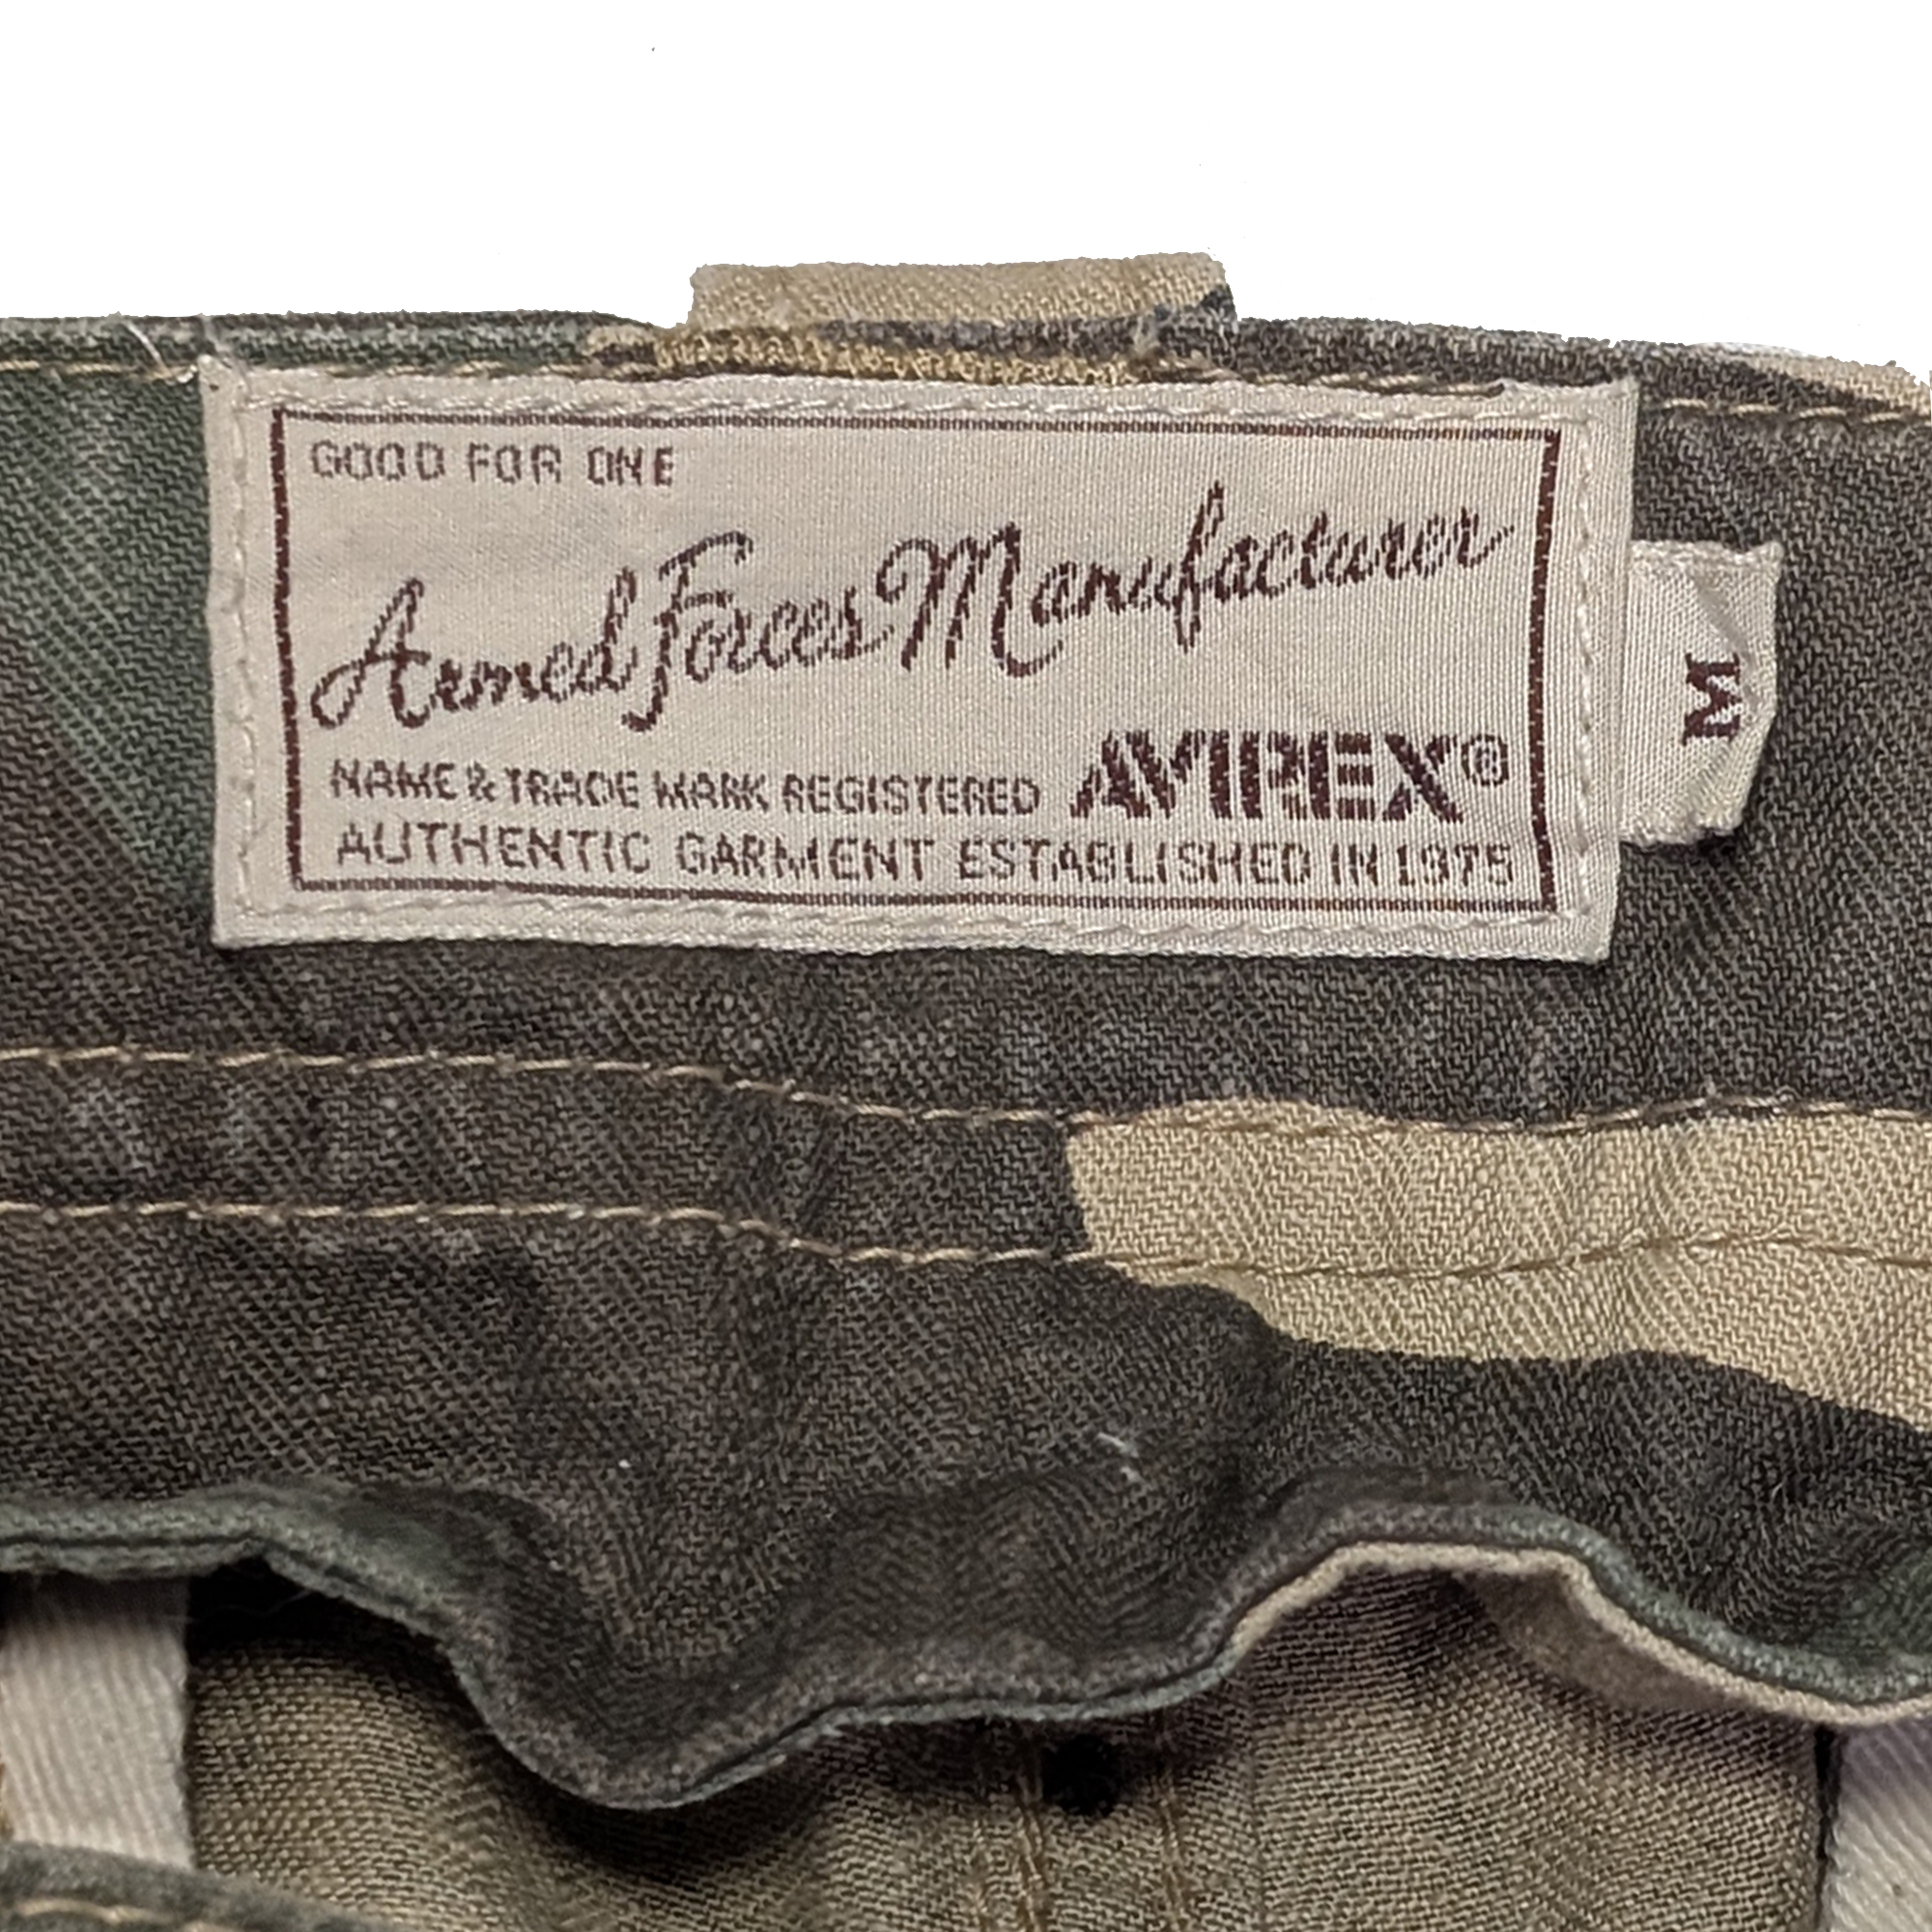 GOOD FOR ONE
Armed Forces Manufacturer
NAME & TRADE MARK REGISTERED AVIREX®
AUTHENTIC GARMENT ESTABLISHED IN 1975
M